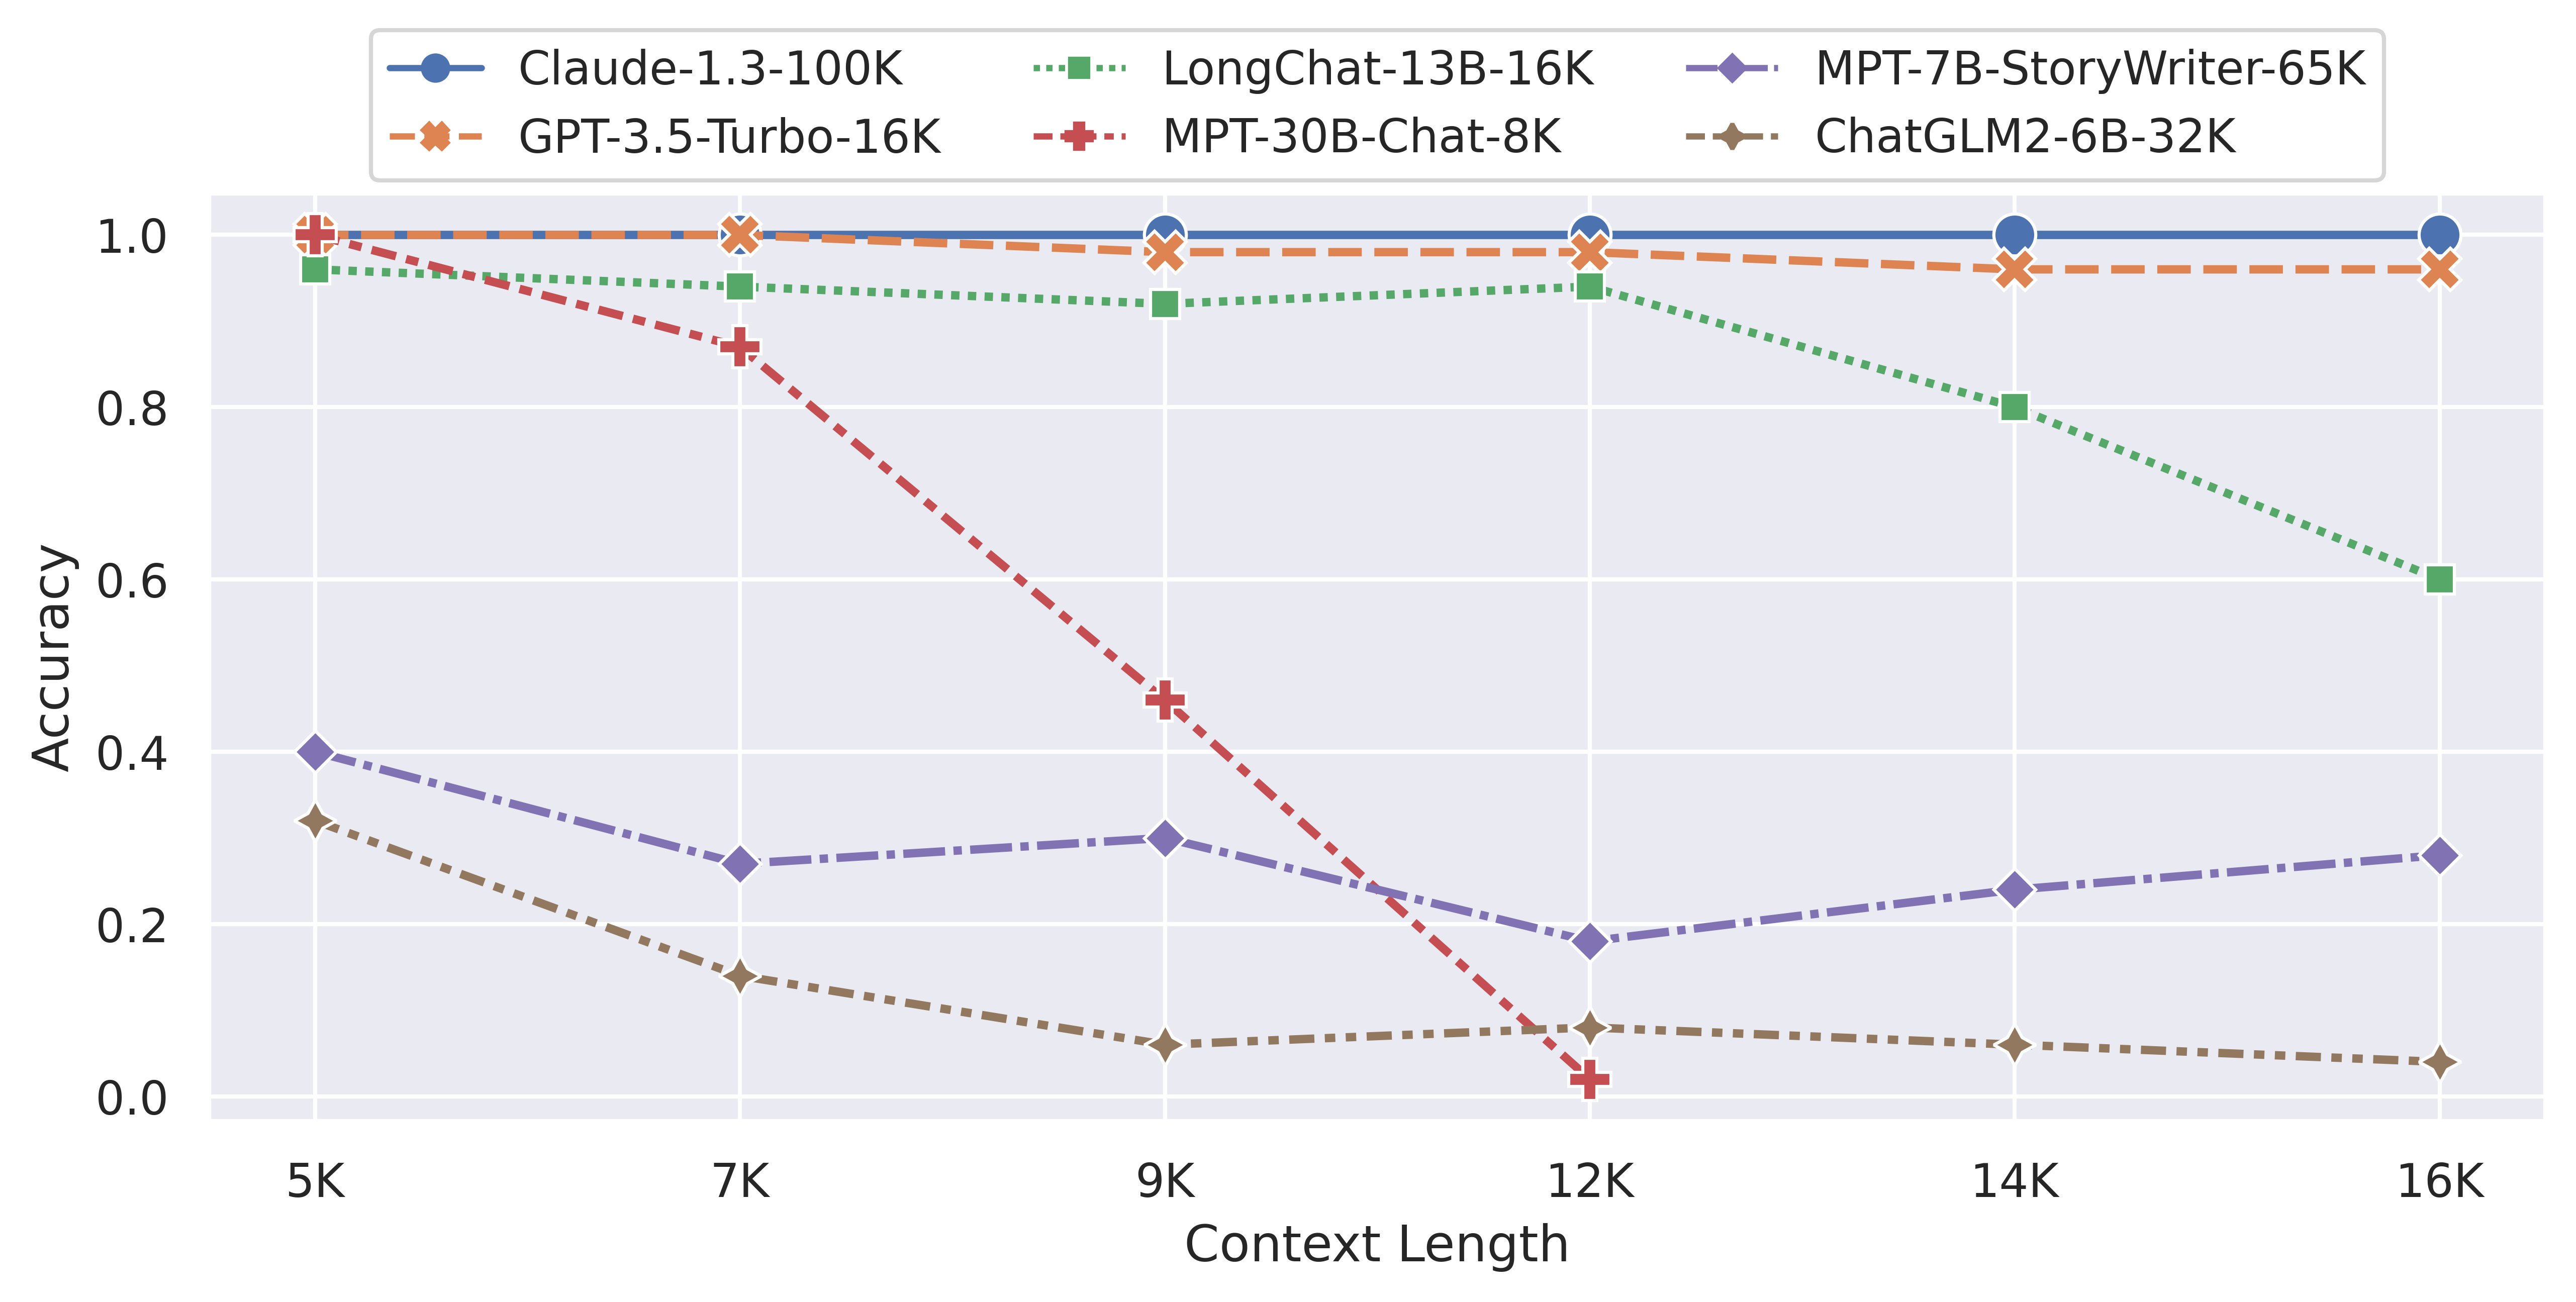 Claude-1.3-100K
GPT-3.5-Turbo-16K
LongChat-13B-16K
MPT-30B-Chat-8K
MPT-7B-StoryWriter-65K
ChatGLM2-6B-32K
Accuracy
1.0
0.8
0.6
0.4
0.2
0.0
5K 7K 9K 12K 14K 16K
Context Length